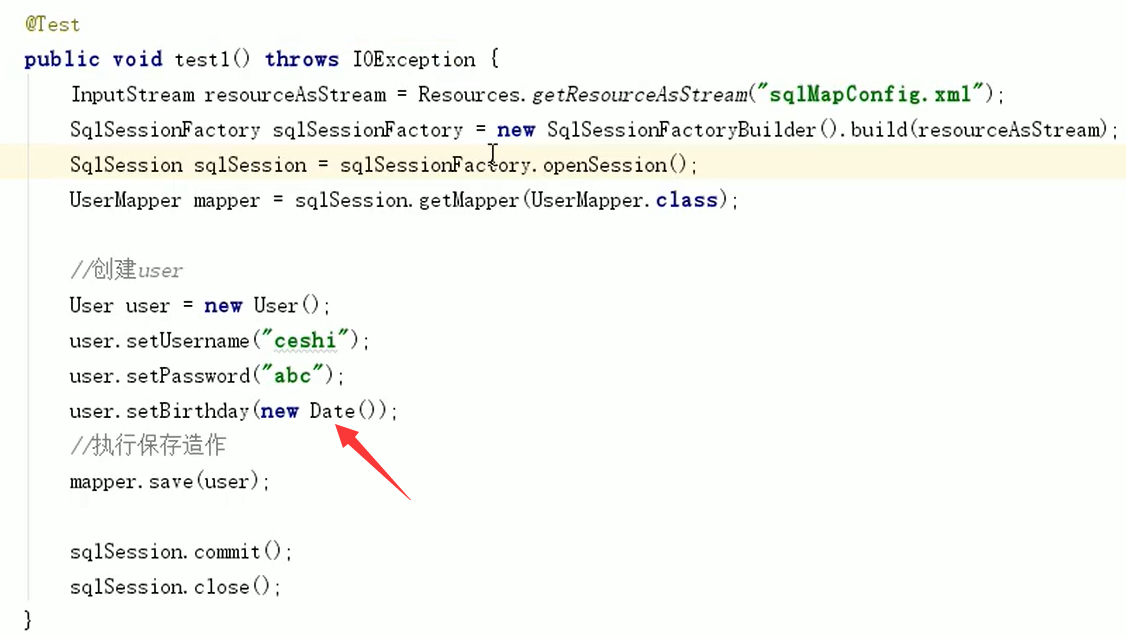 @Test
public void test1() throws IOException {
InputStream resourceAsStream = Resources.getResourceAsStream("sqlMapConfig.xml");
SqlSessionFactory sqlSessionFactory = new SqlSessionFactoryBuilder().build(resourceAsStream);
SqlSession sqlSession = sqlSessionFactory.openSession();
UserMapper mapper = sqlSession.getMapper(UserMapper.class);
//创建user
User user = new User();
user.setUsername("ceshi");
user.setPassword("abc");
user.setBirthday(new Date());
//执行保存造作
mapper.save(user);
sqlSession.commit();
sqlSession.close();
}